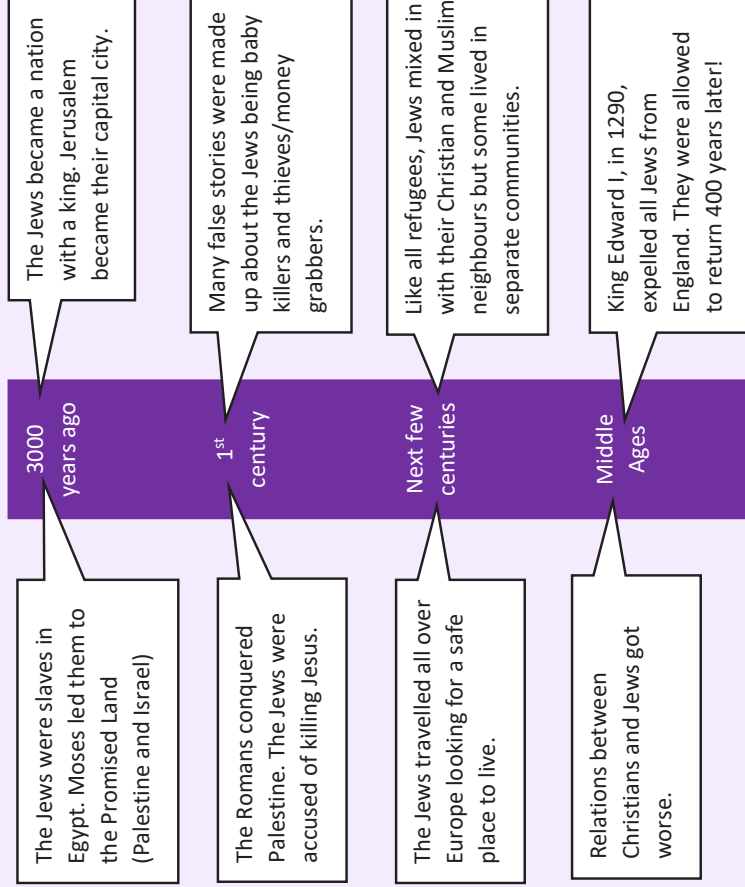 The Jews were slaves in
Egypt. Moses led them to
the Promised Land
(Palestine and Israel)
3000
years ago
The Jews became a nation
with a king, Jerusalem
became their capital city.
The Romans conquered
Palestine. The Jews were
accused of killing Jesus.
1st
century
Many false stories were made
up about the Jews being baby
killers and thieves/money
grabbers.
The Jews travelled all over
Europe looking for a safe
place to live.
Next few
centuries
Like all refugees, Jews mixed in
with their Christian and Muslim
neighbours but some lived in
separate communities.
Relations between
Christians and Jews got
worse.
Middle
Ages
King Edward I, in 1290,
expelled all Jews from
England. They were allowed
to return 400 years later!